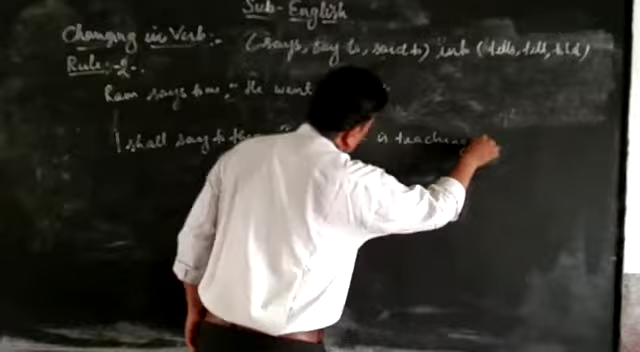 Sub- English
Changing in Verb:- (says, say to, said to) into (tells, tell, told)
Rule:-2-.
Ram says to me, "He went
I shall say to is teaching